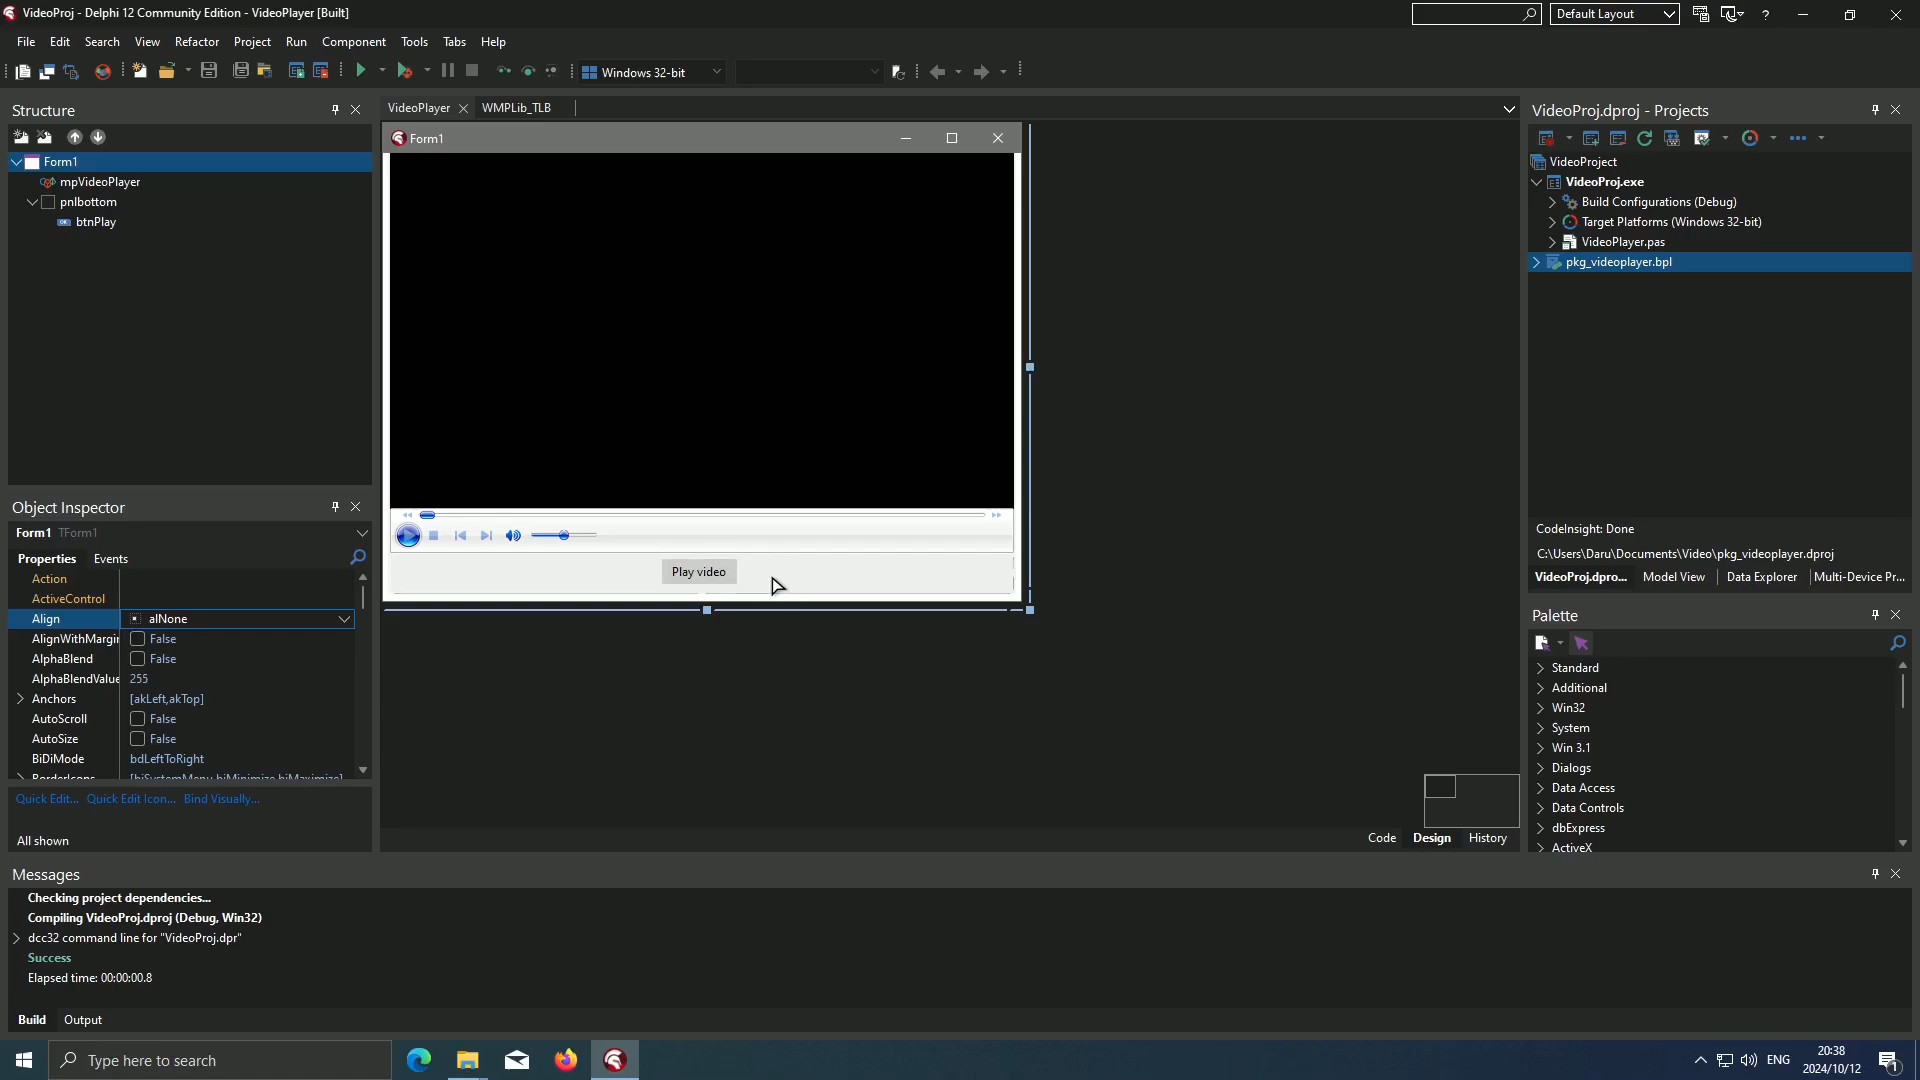 VideoProj - Delphi 12 Community Edition - VideoPlayer [Built]
Default Layout
?
File Edit Search View Refactor Project Run Component Tools Tabs Help
Windows 32-bit
Structure
Form1
mpVideoPlayer
pnlbottom
btnPlay
Object Inspector
Form1 TForm1
Properties Events
Action
ActiveControl
Align alNone
AlignWithMargin False
AlphaBlend False
AlphaBlendValue 255
Anchors [akLeft,akTop]
AutoScroll False
AutoSize False
BiDiMode bdLeftToRight
BorderIcons [biSystemMenu,biMinimize,biMaximize]
Quick Edit... Quick Edit Icon... Bind Visually...
All shown
VideoPlayer WMPLib_TLB
Form1
Play video
Code Design History
VideoProj.dproj - Projects
VideoProject
VideoProj.exe
Build Configurations (Debug)
Target Platforms (Windows 32-bit)
VideoPlayer.pas
pkg_videoplayer.bpl
CodeInsight: Done
C:\Users\Daru\Documents\Video\pkg_videoplayer.dproj
VideoProj.dpro... Model View Data Explorer Multi-Device Pr...
Palette
Standard
Additional
Win32
System
Win 3.1
Dialogs
Data Access
Data Controls
dbExpress
ActiveX
Messages
Checking project dependencies...
Compiling VideoProj.dproj (Debug, Win32)
dcc32 command line for "VideoProj.dpr"
Success
Elapsed time: 00:00:00.8
Build Output
Type here to search
ENG
20:38
2024/10/12
1